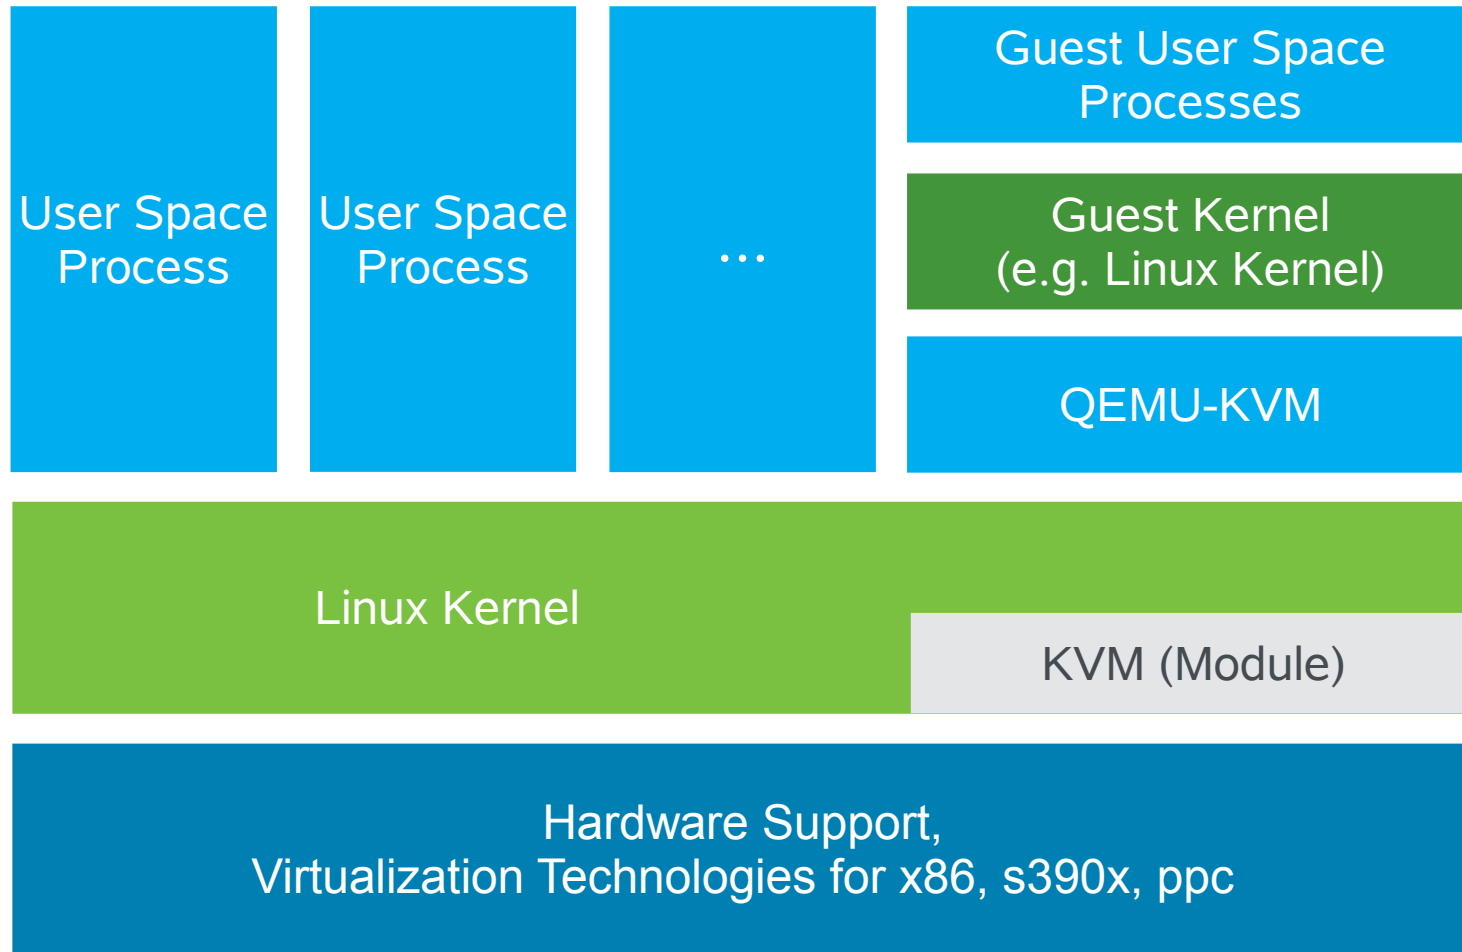 User Space
Process
User Space
Process
...
Guest User Space
Processes
Guest Kernel
(e.g. Linux Kernel)
QEMU-KVM
Linux Kernel
KVM (Module)
Hardware Support,
Virtualization Technologies for x86, s390x, ppc